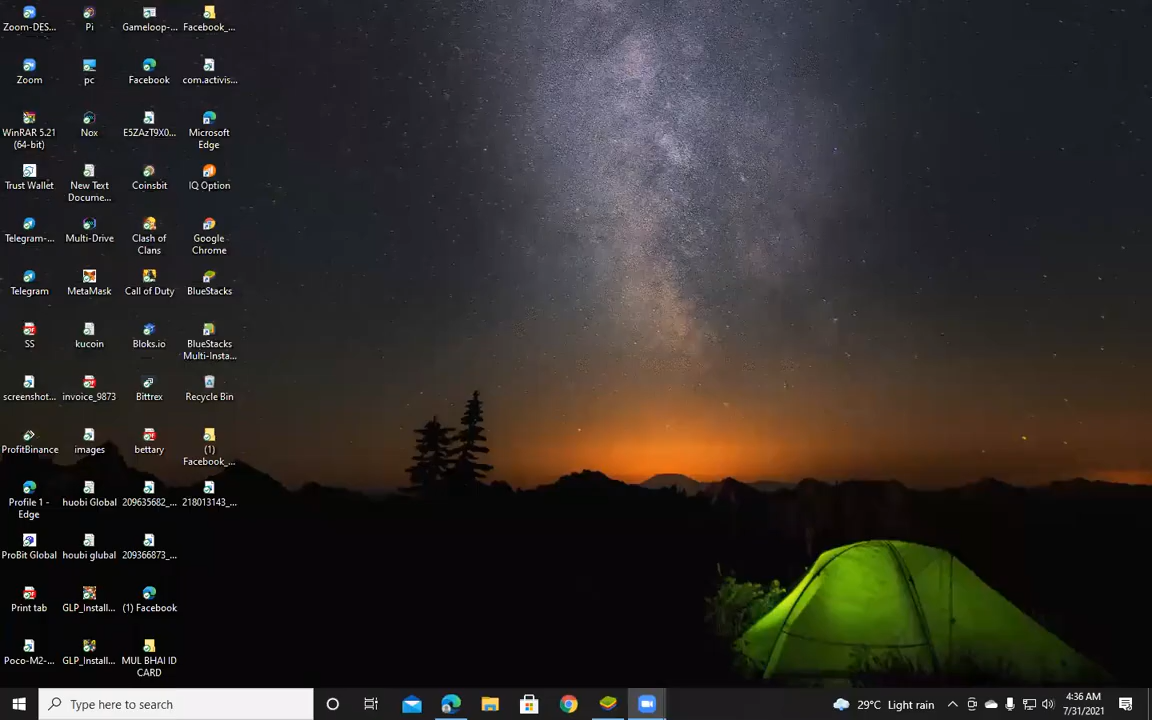 Zoom-DES...
Pi
Gameloop-...
Facebook_...
Zoom
pc
Facebook
com.activis...
WinRAR 5.21
(64-bit)
Nox
E5ZAzT9X0...
Microsoft
Edge
Trust Wallet
New Text
Docume...
Coinsbit
IQ Option
Telegram-...
Multi-Drive
Clash of
Clans
Google
Chrome
Telegram
MetaMask
Call of Duty
BlueStacks
SS
kucoin
Bloks.io
BlueStacks
Multi-Insta...
screenshot...
invoice_9873
Bittrex
Recycle Bin
ProfitBinance
images
bettary
(1)
Facebook_...
Profile 1 -
Edge
huobi Global
209635682_...
218013143_...
ProBit Global
houbi glubal
209366873_...
Print tab
GLP_Install...
(1) Facebook
Poco-M2-...
GLP_Install...
MUL BHAI ID
CARD
Type here to search
29°C Light rain
4:36 AM
7/31/2021